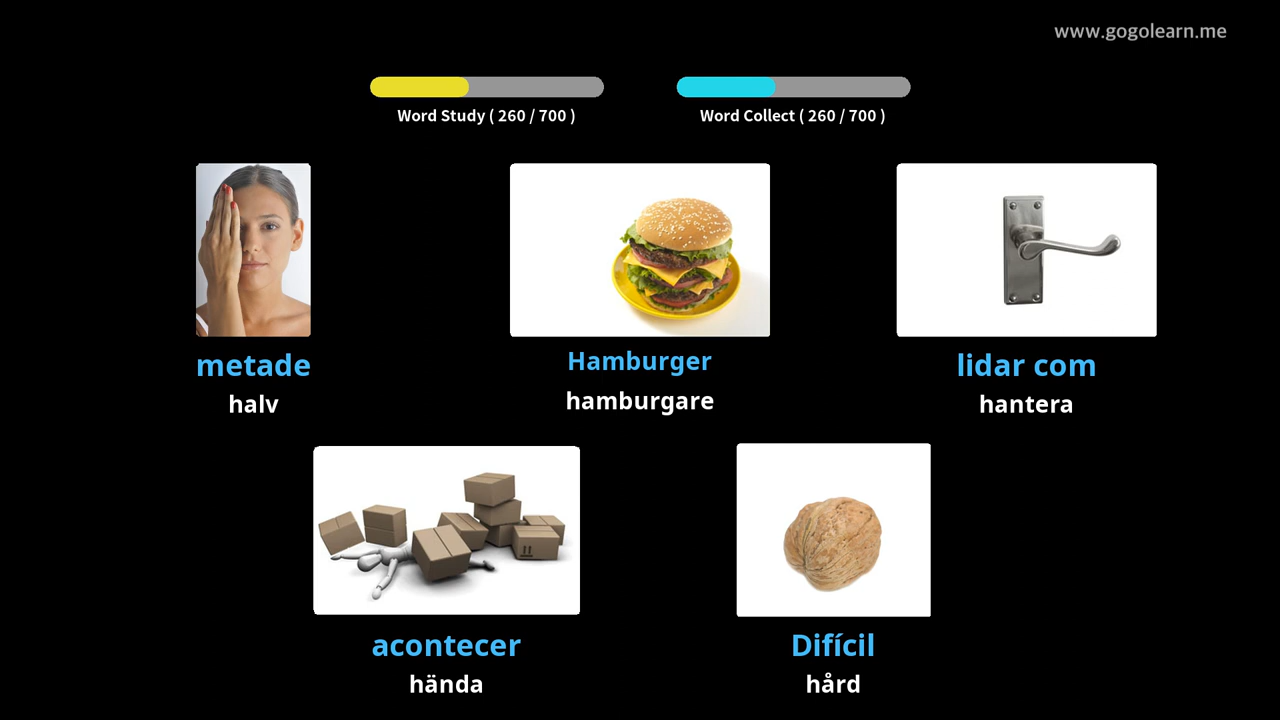 www.gogolearn.me
Word Study ( 260 / 700 )
Word Collect ( 260 / 700 )
metade
halv
Hamburger
hamburgare
lidar com
hantera
acontecer
hända
Difícil
hård